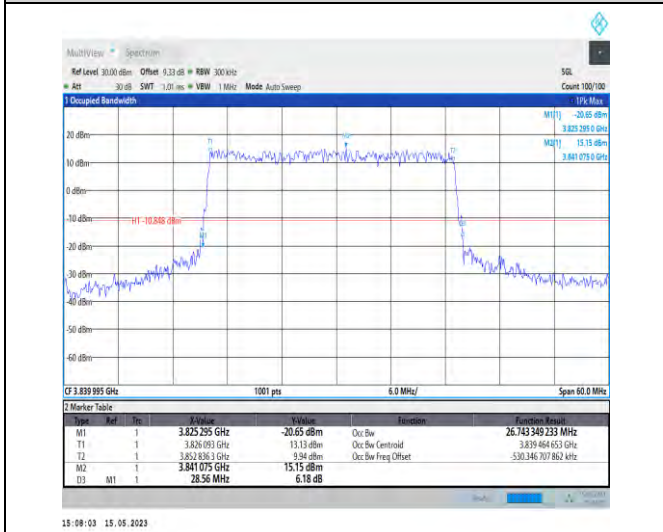 MultiView Spectrum
Ref Level 30.00 dBm Offset 9.33 dB RBW 300 kHz SGL
Att 30 dB SWT 1.01 ms VBW 1 MHz Mode Auto Sweep Count 100/100
1 Occupied Bandwidth 1Pk Max
M1[1] -20.65 dBm
3.825 295 0 GHz
M2[1] 15.15 dBm
3.841 075 0 GHz
20 dBm
10 dBm
0 dBm
-10 dBm
H1 -10.848 dBm
-20 dBm
-30 dBm
-40 dBm
-50 dBm
-60 dBm
T1
T2
CF 3.839 995 GHz 1001 pts 6.0 MHz/ Span 60.0 MHz
2 Marker Table
Type Ref Trc X-Value Y-Value Function Function Result
M1 1 3.825 295 GHz -20.65 dBm Occ Bw 26.743 349 233 MHz
T1 1 3.826 093 GHz 13.13 dBm Occ Bw Centroid 3.839 464 653 GHz
T2 1 3.852 836 3 GHz 9.94 dBm Occ Bw Freq Offset -530.346 707 862 kHz
M2 1 3.841 075 GHz 15.15 dBm
D3 M1 1 28.56 MHz 6.18 dB
15:08:03 15.05.2023